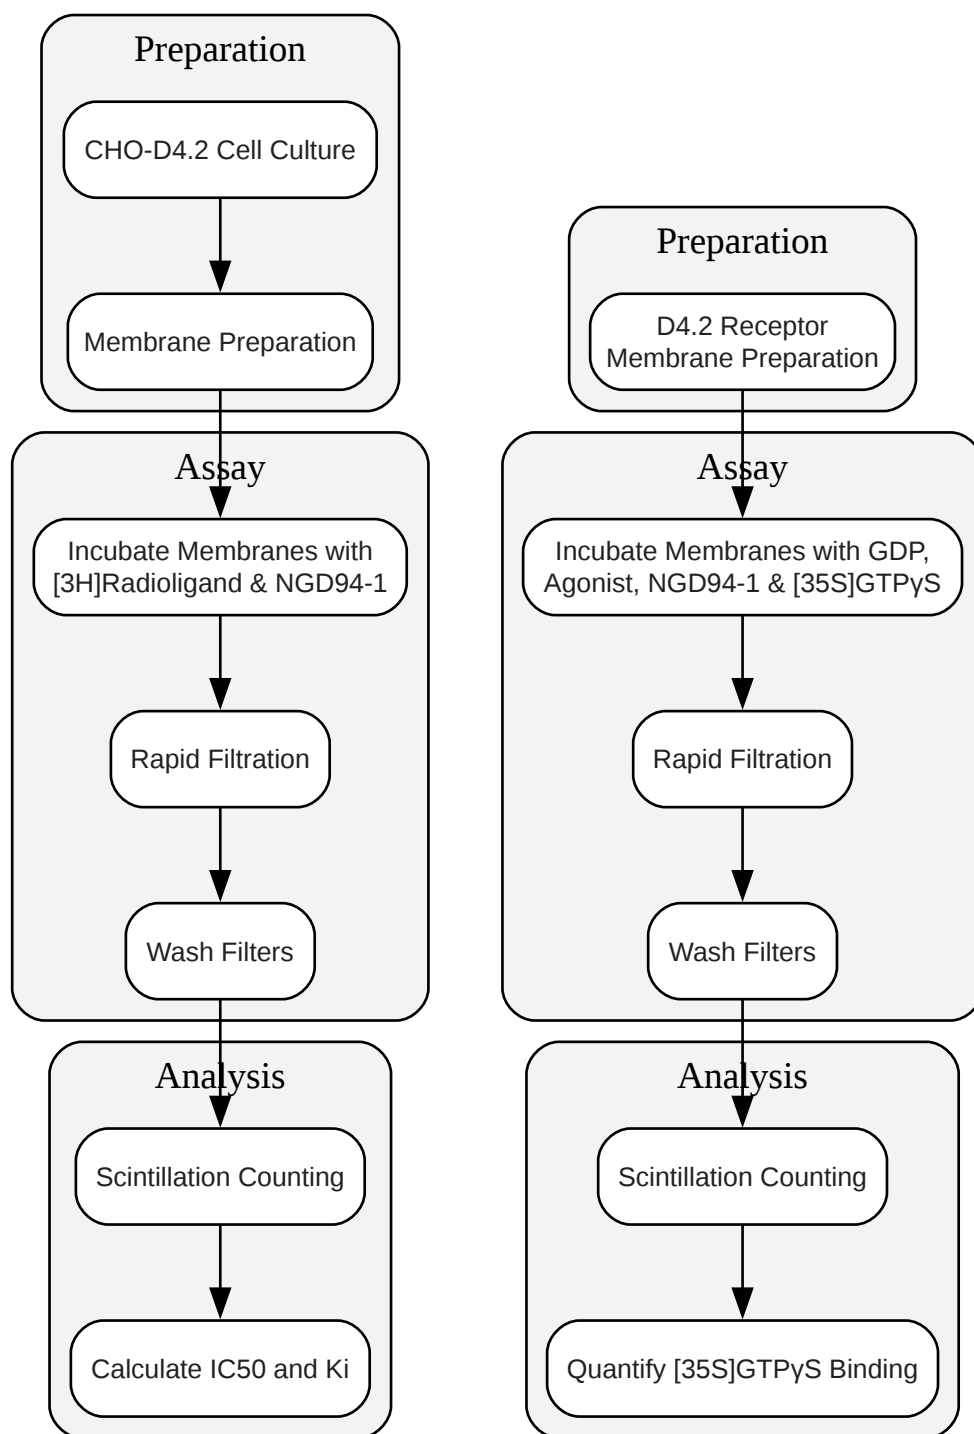 Preparation
CHO-D4.2 Cell Culture
Membrane Preparation
Assay
Incubate Membranes with
[3H]Radioligand & NGD94-1
Rapid Filtration
Wash Filters
Analysis
Scintillation Counting
Calculate IC50 and Ki
Preparation
D4.2 Receptor
Membrane Preparation
Assay
Incubate Membranes with GDP,
Agonist, NGD94-1 & [35S]GTPγS
Rapid Filtration
Wash Filters
Analysis
Scintillation Counting
Quantify [35S]GTPγS Binding